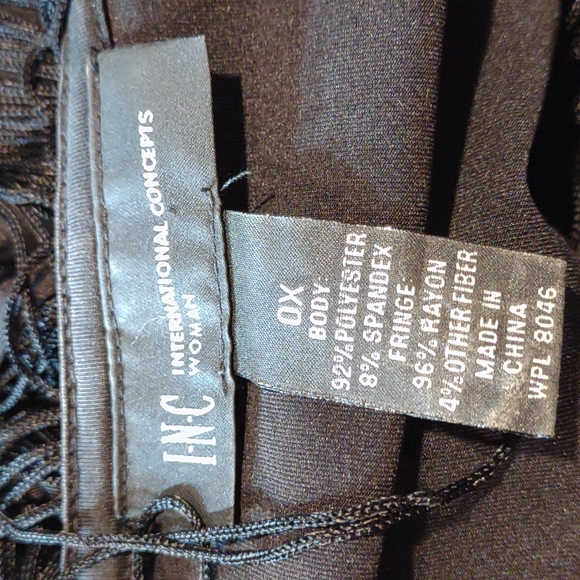 I·N·C INTERNATIONAL CONCEPTS
WOMAN
0X
BODY
92% POLYESTER
8% SPANDEX
FRINGE
96% RAYON
4% OTHER FIBER
MADE IN
CHINA
WPL 8046